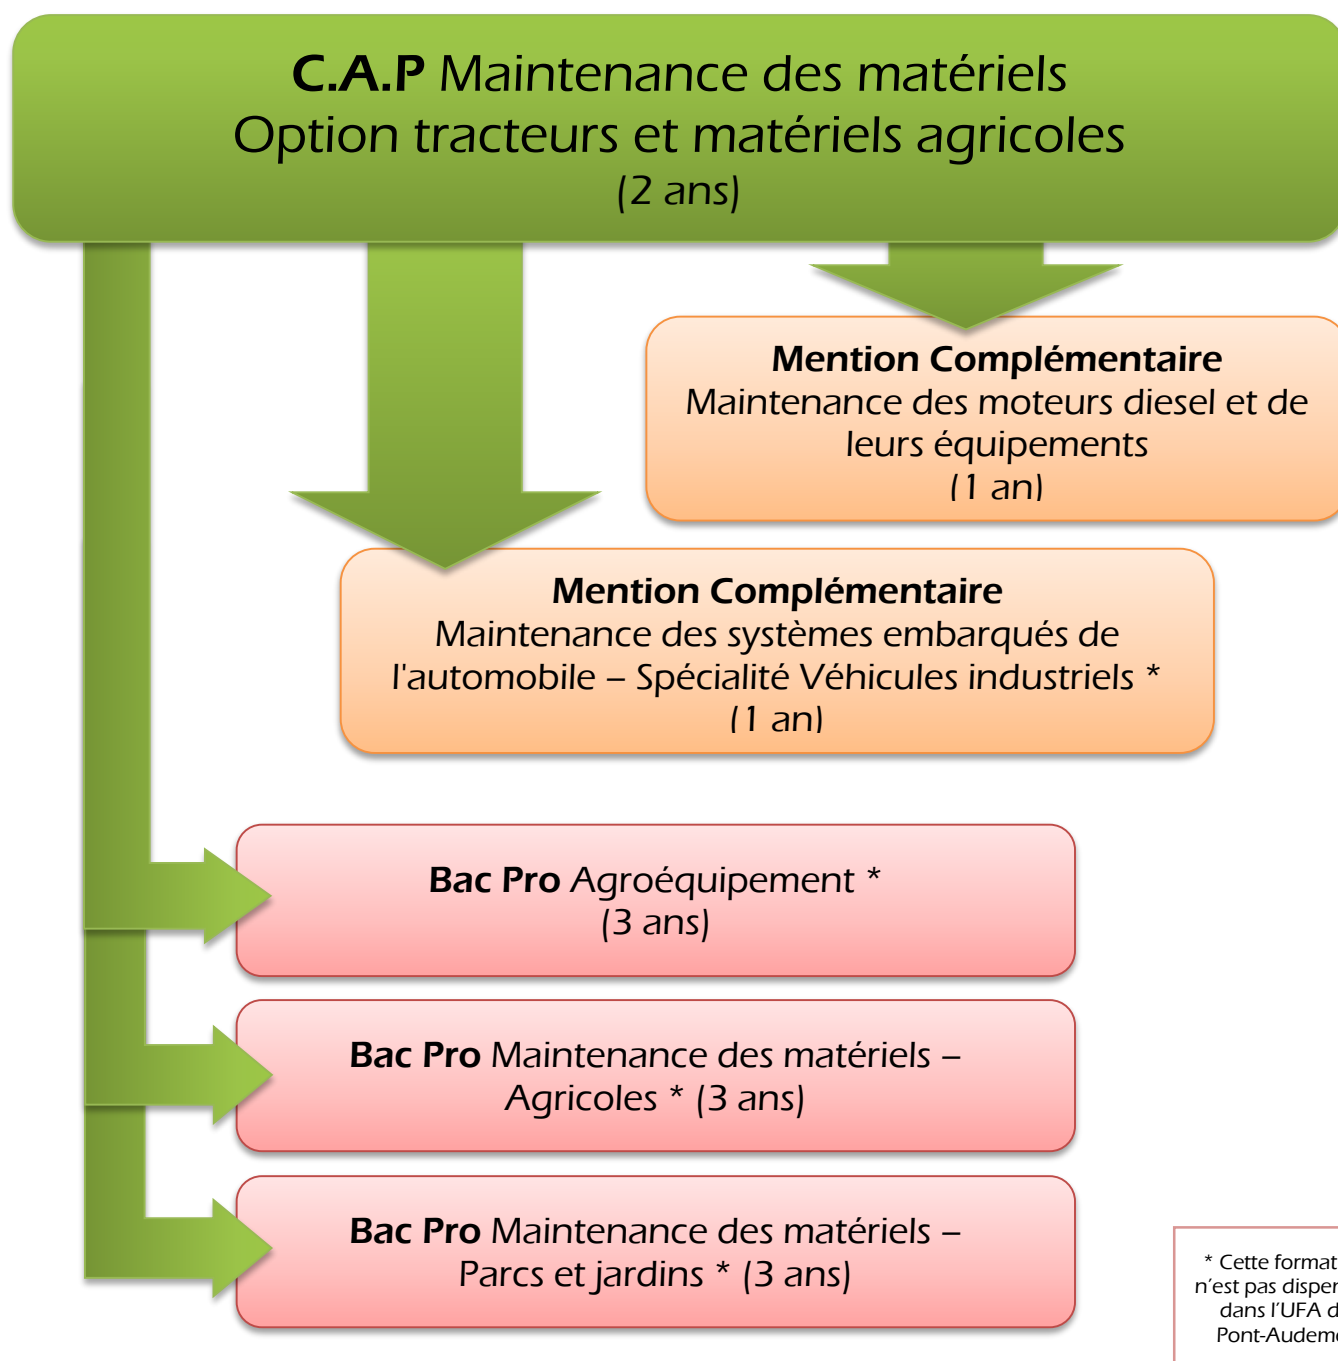 C.A.P Maintenance des matériels
Option tracteurs et matériels agricoles
(2 ans)
Mention Complémentaire
Maintenance des moteurs diesel et de
leurs équipements
(1 an)
Mention Complémentaire
Maintenance des systèmes embarqués de
l'automobile – Spécialité Véhicules industriels *
(1 an)
Bac Pro Agroéquipement *
(3 ans)
Bac Pro Maintenance des matériels –
Agricoles * (3 ans)
Bac Pro Maintenance des matériels –
Parcs et jardins * (3 ans)
* Cette format
n'est pas dispen
dans l'UFA d
Pont-Audem